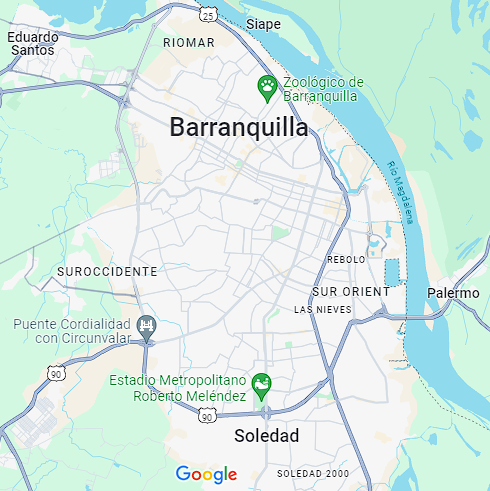 25
Siape
Eduardo
Santos
RIOMAR
Zoológico de
Barranquilla
Barranquilla
Río Magdalena
REBOLO
SUROCCIDENTE
SUR ORIENT
Palermo
LAS NIEVES
Puente Cordialidad
con Circunvalar
90
Estadio Metropolitano
Roberto Meléndez
90
Soledad
Google
SOLEDAD 2000